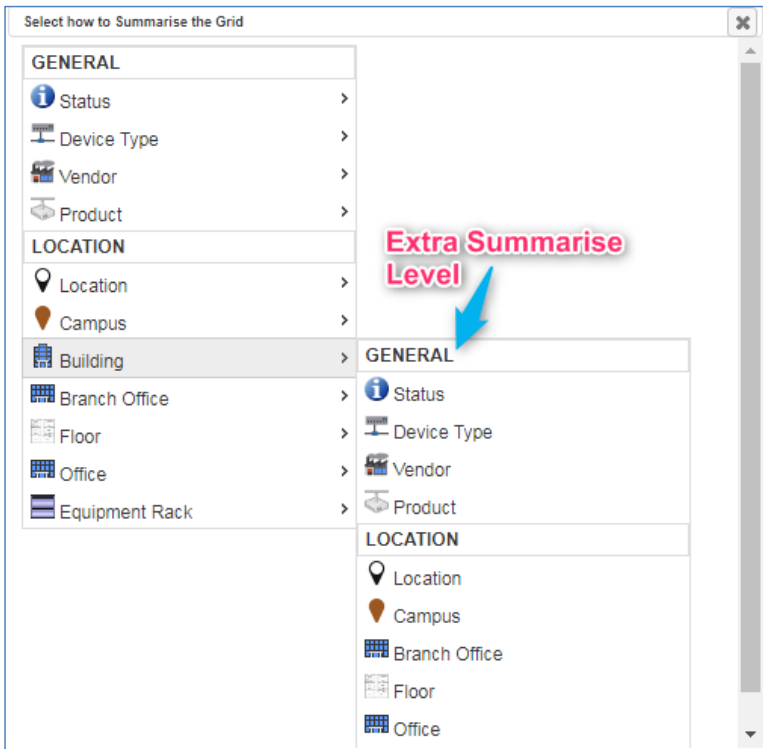 Select how to Summarise the Grid
GENERAL
Status
Device Type
Vendor
Product
LOCATION
Location
Campus
Building
Branch Office
Floor
Office
Equipment Rack
Extra Summarise
Level
GENERAL
Status
Device Type
Vendor
Product
LOCATION
Location
Campus
Branch Office
Floor
Office